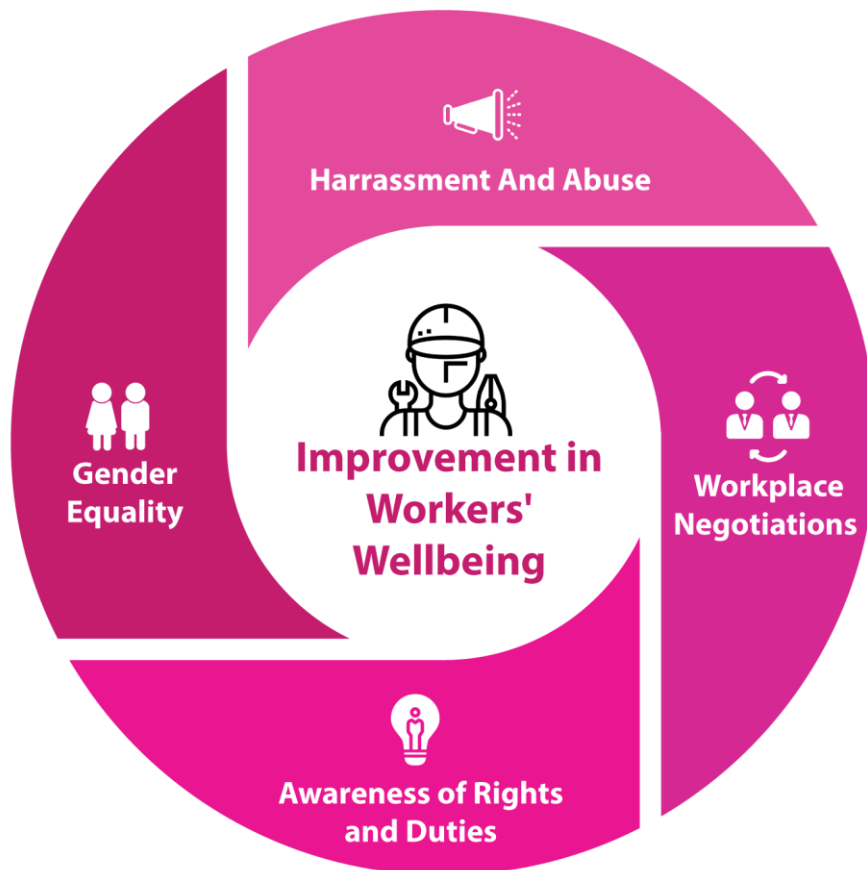 Harrassment And Abuse
Gender
Equality
Improvement in
Workers'
Wellbeing
Workplace
Negotiations
Awareness of Rights
and Duties